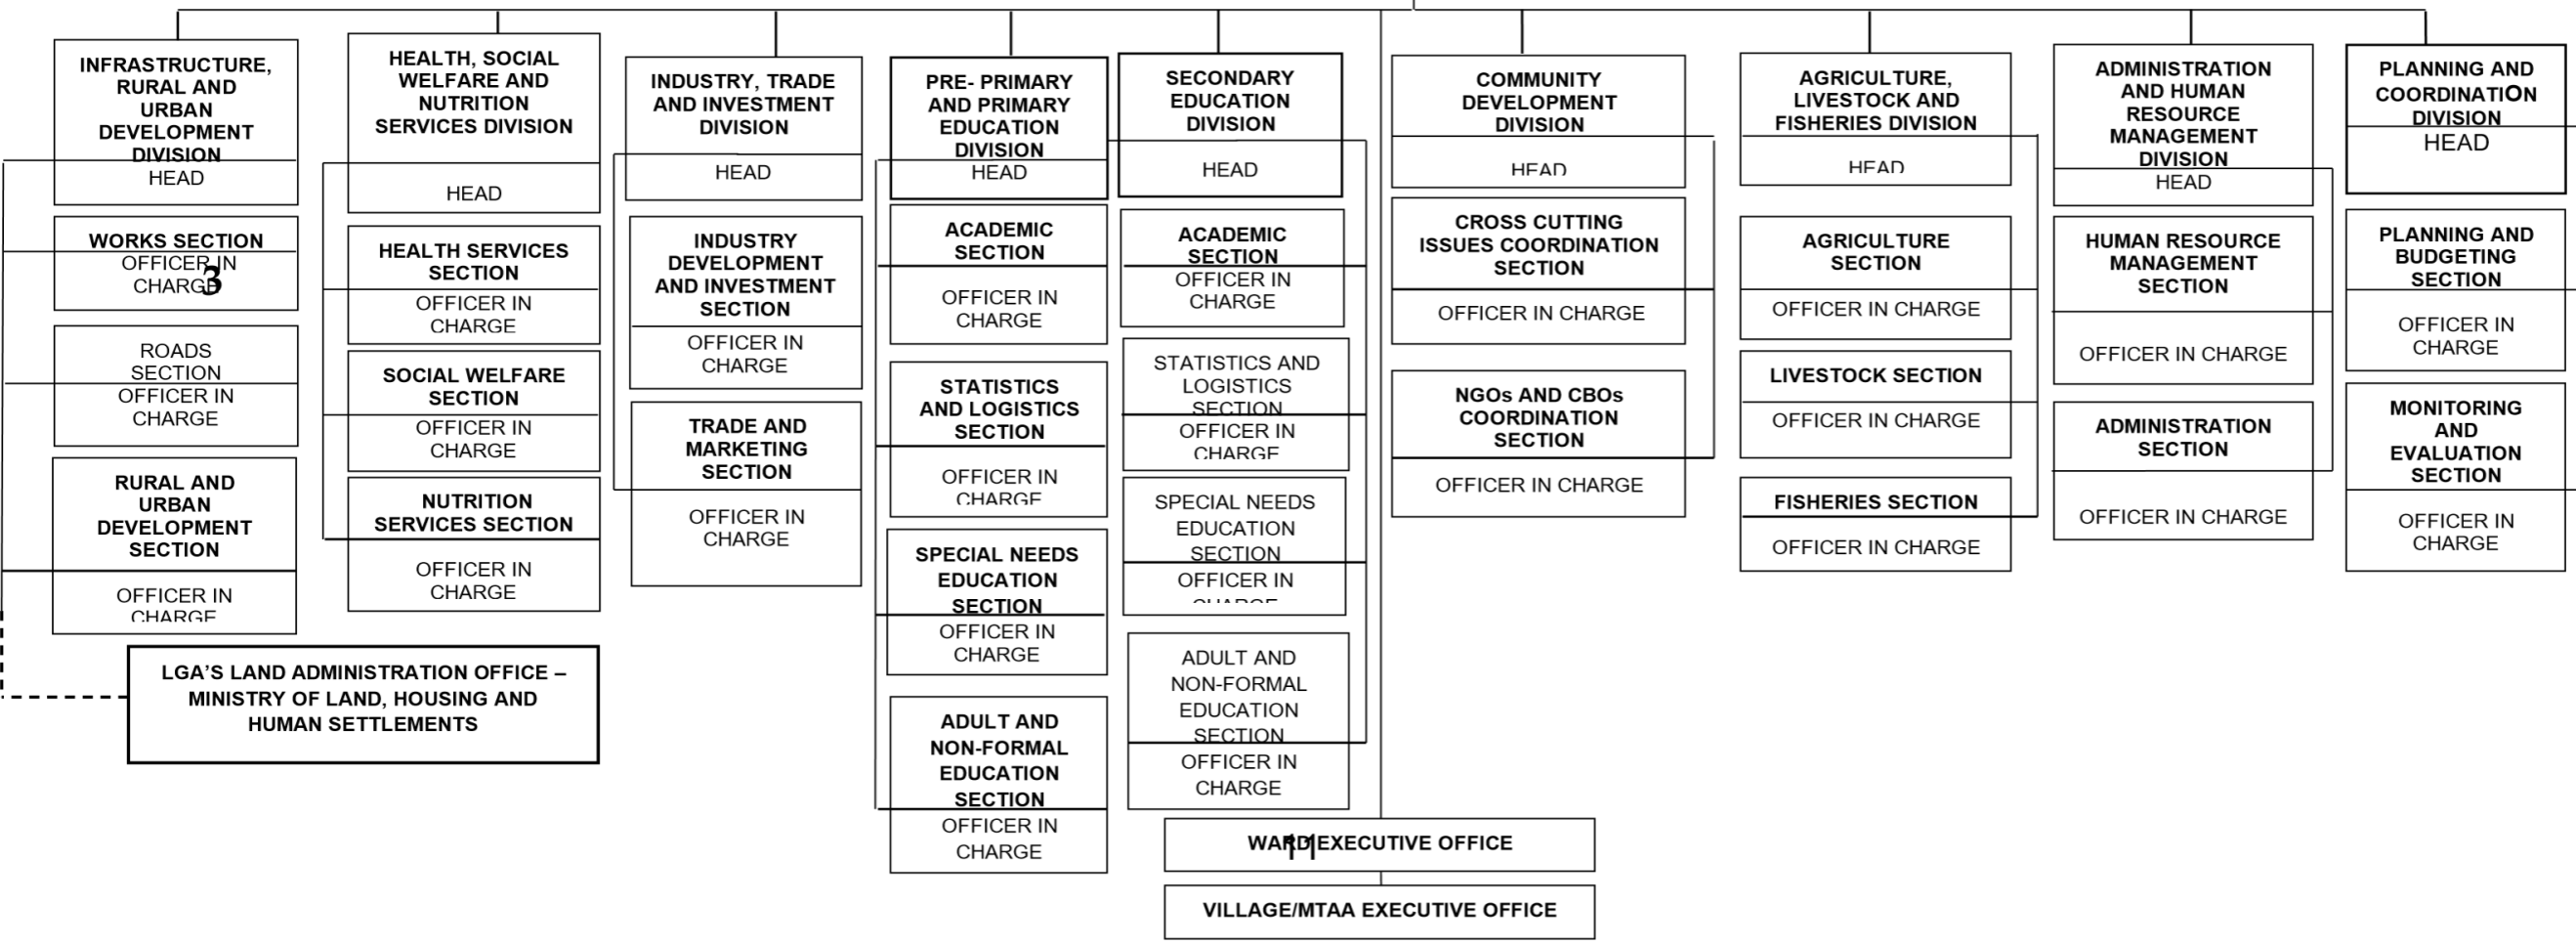 INFRASTRUCTURE,
RURAL AND
URBAN
DEVELOPMENT
DIVISION
HEAD
WORKS SECTION
OFFICER IN
CHARGE
3
ROADS
SECTION
OFFICER IN
CHARGE
RURAL AND
URBAN
DEVELOPMENT
SECTION
OFFICER IN
CHARGE
LGA’S LAND ADMINISTRATION OFFICE –
MINISTRY OF LAND, HOUSING AND
HUMAN SETTLEMENTS
HEALTH, SOCIAL
WELFARE AND
NUTRITION
SERVICES DIVISION
HEAD
HEALTH SERVICES
SECTION
OFFICER IN
CHARGE
SOCIAL WELFARE
SECTION
OFFICER IN
CHARGE
NUTRITION
SERVICES SECTION
OFFICER IN
CHARGE
INDUSTRY, TRADE
AND INVESTMENT
DIVISION
HEAD
INDUSTRY
DEVELOPMENT
AND INVESTMENT
SECTION
OFFICER IN
CHARGE
TRADE AND
MARKETING
SECTION
OFFICER IN
CHARGE
PRE- PRIMARY
AND PRIMARY
EDUCATION
DIVISION
HEAD
ACADEMIC
SECTION
OFFICER IN
CHARGE
STATISTICS
AND LOGISTICS
SECTION
OFFICER IN
CHARGE
SPECIAL NEEDS
EDUCATION
SECTION
OFFICER IN
CHARGE
ADULT AND
NON-FORMAL
EDUCATION
SECTION
OFFICER IN
CHARGE
SECONDARY
EDUCATION
DIVISION
HEAD
ACADEMIC
SECTION
OFFICER IN
CHARGE
STATISTICS AND
LOGISTICS
SECTION
OFFICER IN
CHARGE
SPECIAL NEEDS
EDUCATION
SECTION
OFFICER IN
CHARGE
ADULT AND
NON-FORMAL
EDUCATION
SECTION
OFFICER IN
CHARGE
COMMUNITY
DEVELOPMENT
DIVISION
HEAD
CROSS CUTTING
ISSUES COORDINATION
SECTION
OFFICER IN CHARGE
NGOs AND CBOs
COORDINATION
SECTION
OFFICER IN CHARGE
AGRICULTURE,
LIVESTOCK AND
FISHERIES DIVISION
HEAD
AGRICULTURE
SECTION
OFFICER IN CHARGE
LIVESTOCK SECTION
OFFICER IN CHARGE
FISHERIES SECTION
OFFICER IN CHARGE
ADMINISTRATION
AND HUMAN
RESOURCE
MANAGEMENT
DIVISION
HEAD
HUMAN RESOURCE
MANAGEMENT
SECTION
OFFICER IN CHARGE
ADMINISTRATION
SECTION
OFFICER IN CHARGE
PLANNING AND
COORDINATION
DIVISION
HEAD
PLANNING AND
BUDGETING
SECTION
OFFICER IN
CHARGE
MONITORING
AND
EVALUATION
SECTION
OFFICER IN
CHARGE
WARD EXECUTIVE OFFICE
11
VILLAGE/MTAA EXECUTIVE OFFICE